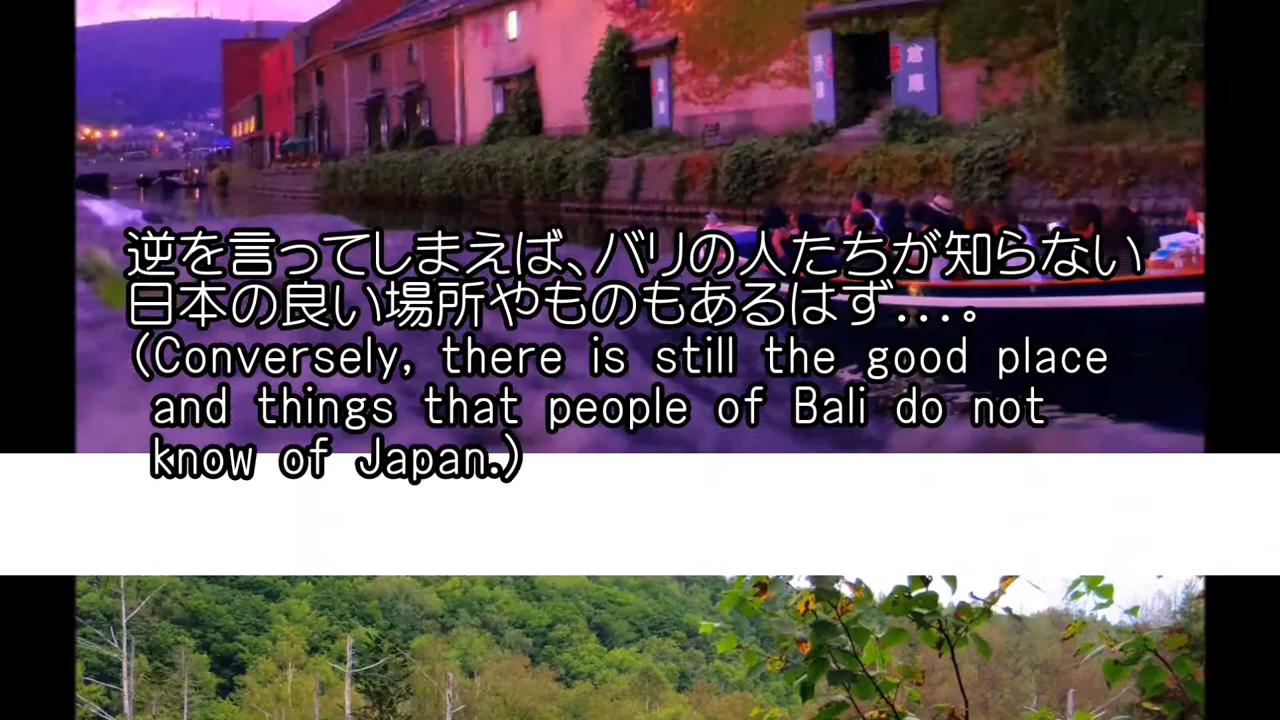 逆を言ってしまえば、バリの人たちが知らない
日本の良い場所やものもあるはず...。
(Conversely, there is still the good place
and things that people of Bali do not
know of Japan.)
倉庫